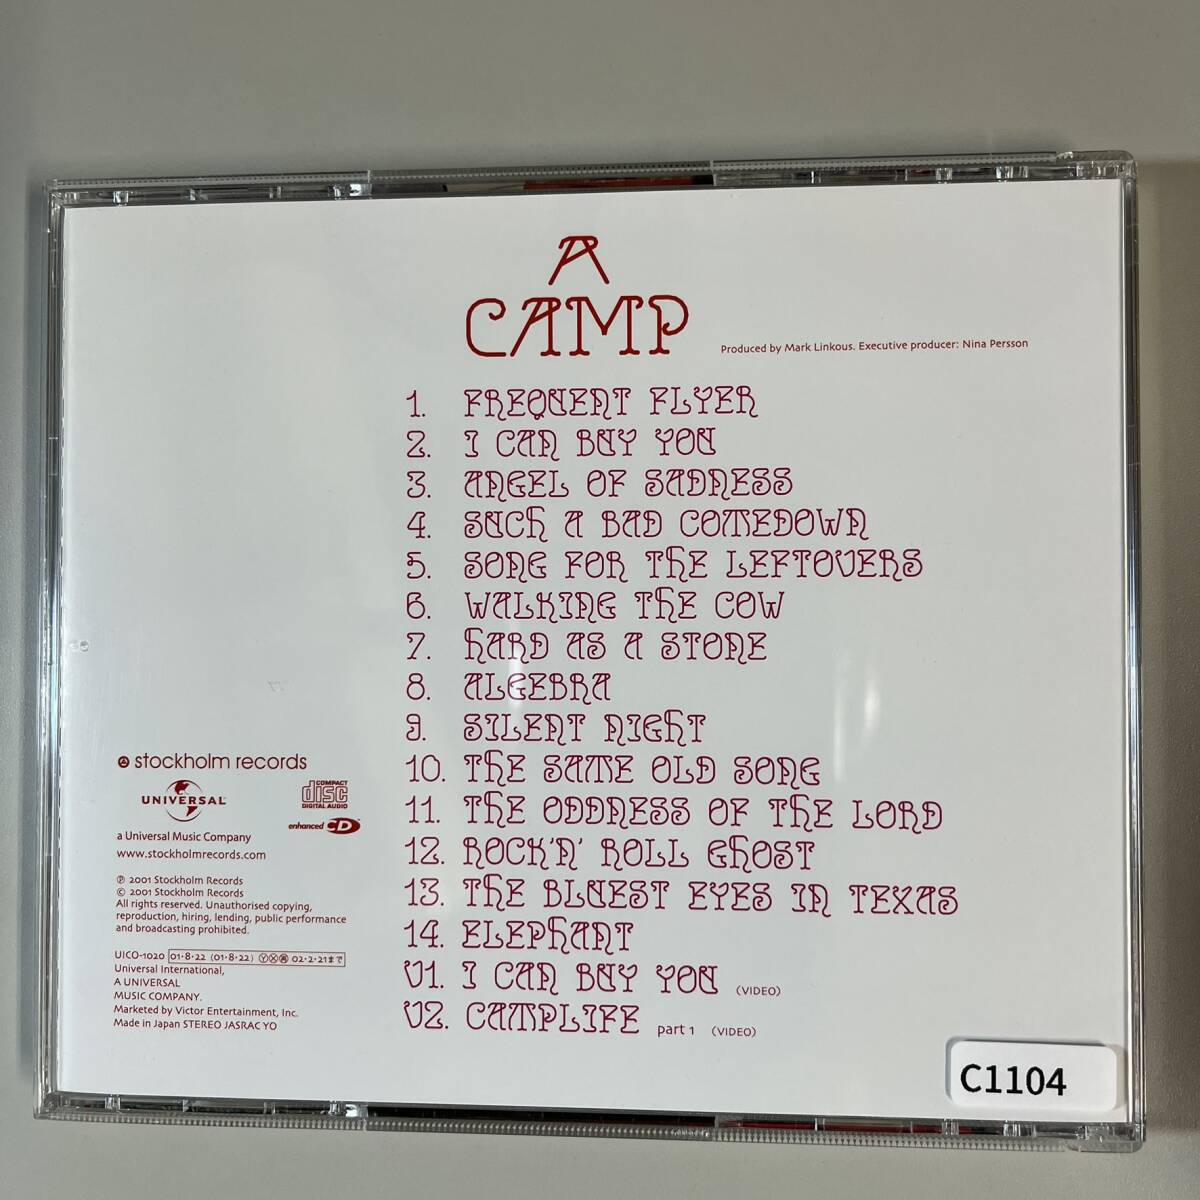 A
CAMP
Produced by Mark Linkous. Executive producer: Nina Persson
1. FREQUENT FLYER
2. I CAN BUY YOU
3. ANGEL OF SADNESS
4. SUCH A BAD COMEDOWN
5. SONG FOR THE LEFTOVERS
6. WALKING THE COW
7. HARD AS A STONE
8. ALGEBRA
9. SILENT NIGHT
10. THE SAME OLD SONG
11. THE ODDNESS OF THE LORD
12. ROCK'N' ROLL GHOST
13. THE BLUEST EYES IN TEXAS
14. ELEPHANT
V1. I CAN BUY YOU (VIDEO)
V2. CAMPLIFE part 1 (VIDEO)
stockholm records
UNIVERSAL
COMPACT
disc
DIGITAL AUDIO
enhanced CD
a Universal Music Company
www.stockholmrecords.com
℗ 2001 Stockholm Records
© 2001 Stockholm Records
All rights reserved. Unauthorised copying,
reproduction, hiring, lending, public performance
and broadcasting prohibited.
UICO-1020 01·8·22 (01·8·22) Ⓨ 02·2·21まで
Universal International,
A UNIVERSAL
MUSIC COMPANY.
Marketed by Victor Entertainment, Inc.
Made in Japan STEREO JASRAC YO
C1104